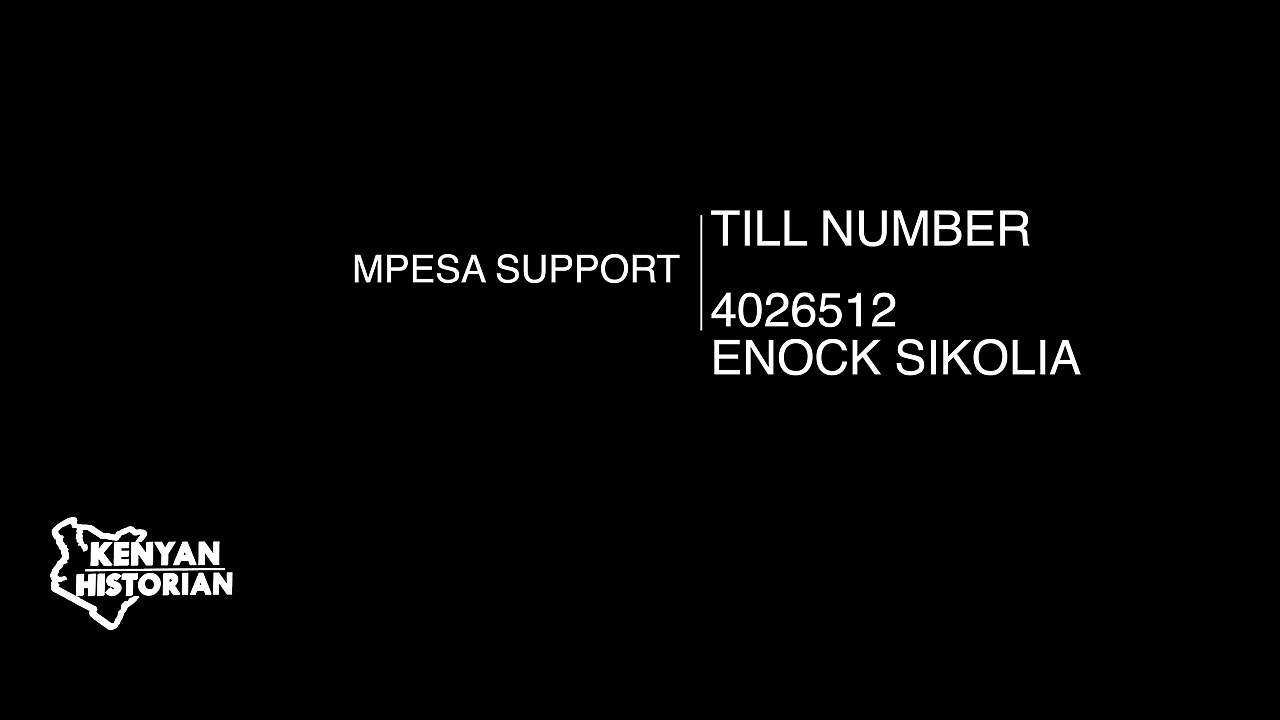 MPESA SUPPORT
TILL NUMBER
4026512
ENOCK SIKOLIA
KENYAN
HISTORIAN